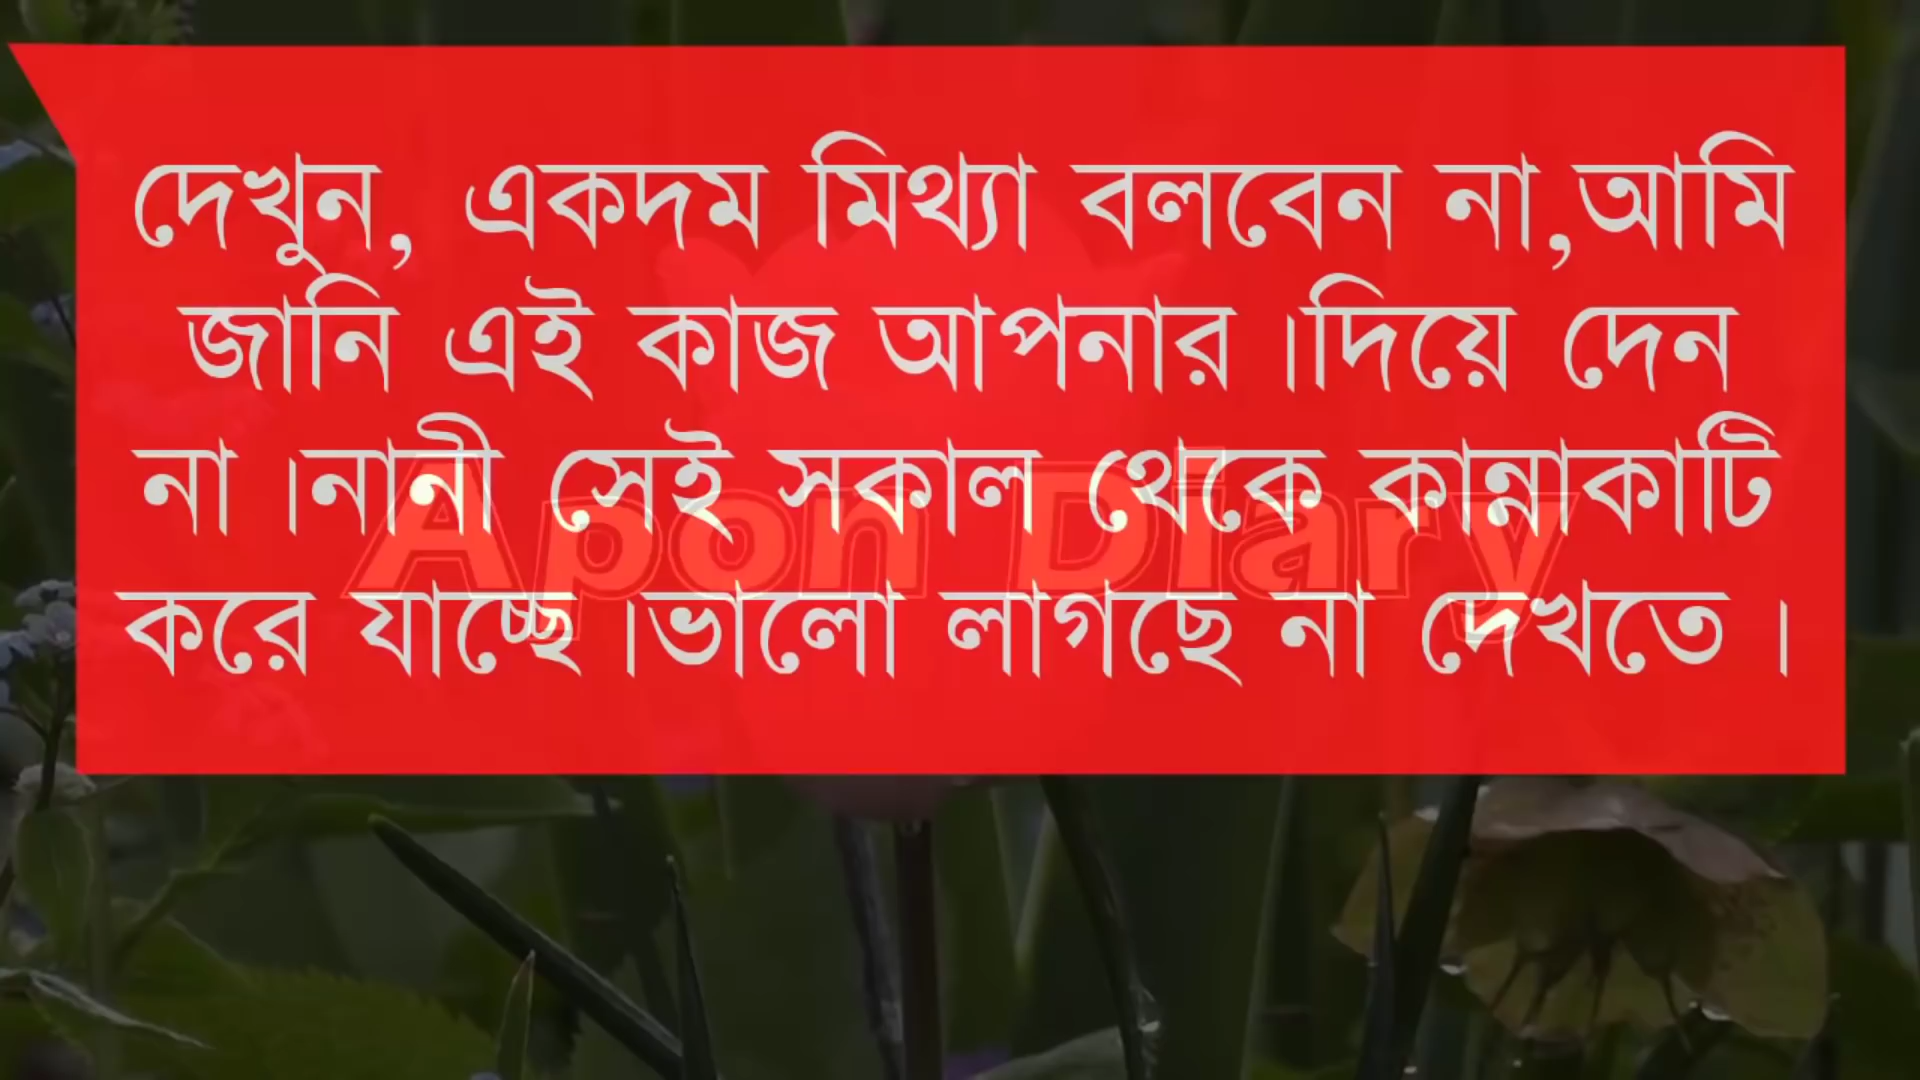 দেখুন, একদম মিথ্যা বলবেন না,আমি
জানি এই কাজ আপনার ।দিয়ে দেন
না ।নানী সেই সকাল থেকে কান্নাকাটি
করে যাচ্ছে ।ভালো লাগছে না দেখতে ।
Apon Diary